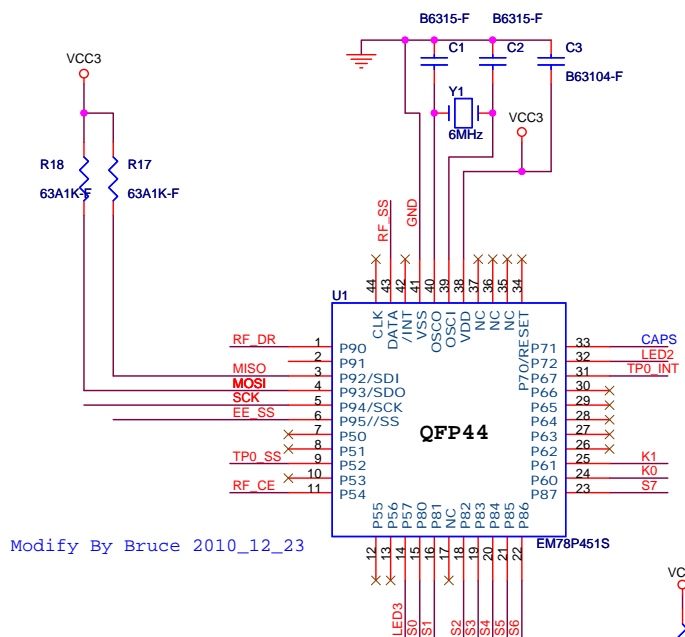 B6315-F B6315-F
C1 C2 C3
B63104-F
VCC3
Y1
6MHz
VCC3
R18 R17
63A1K-F 63A1K-F
RF_SS
GND
44 43 42 41 40 39 38 37 36 35 34
U1
CLK DATA /INT VSS OSCO OSCI VDD NC NC NC P70/RESET
RF_DR 1 P90 P71 33 CAPS
2 P91 P72 32 LED2
MISO 3 P92/SDI P67 31 TP0_INT
MOSI 4 P93/SDO P66 30
SCK 5 P94/SCK P65 29
EE_SS 6 P95//SS P64 28
QFP44
7 P50 P63 27
8 P51 P62 26
TP0_SS 9 P52 P61 25 K1
10 P53 P60 24 K0
RF_CE 11 P54 P87 23 S7
P55 P56 P57 P80 P81 NC P82 P83 P84 P85 P86
EM78P451S
12 13 14 15 16 17 18 19 20 21 22
Modify By Bruce 2010_12_23
LED3 S0 S1 S2 S3 S4 S5 S6